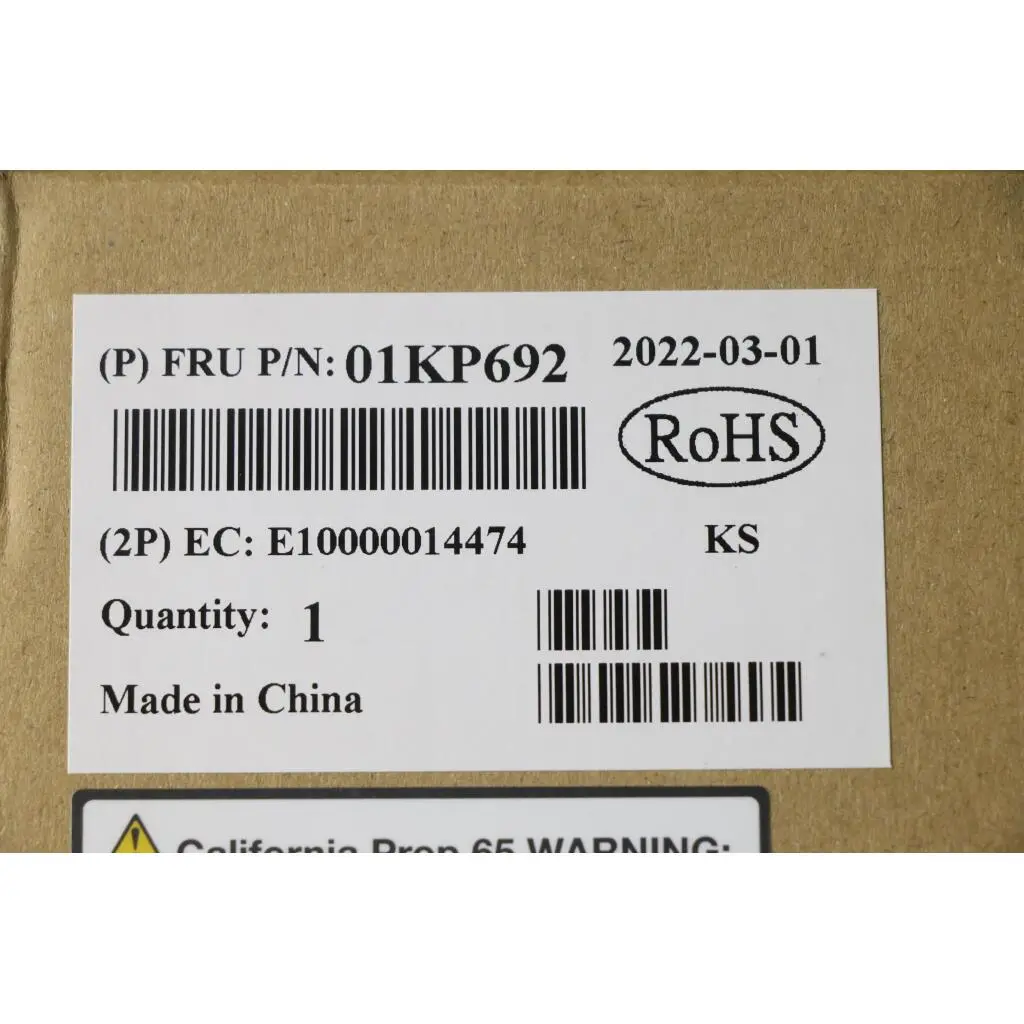 (P) FRU P/N: 01KP692 2022-03-01
RoHS
(2P) EC: E10000014474 KS
Quantity: 1
Made in China
California Prop 65 WARNING: